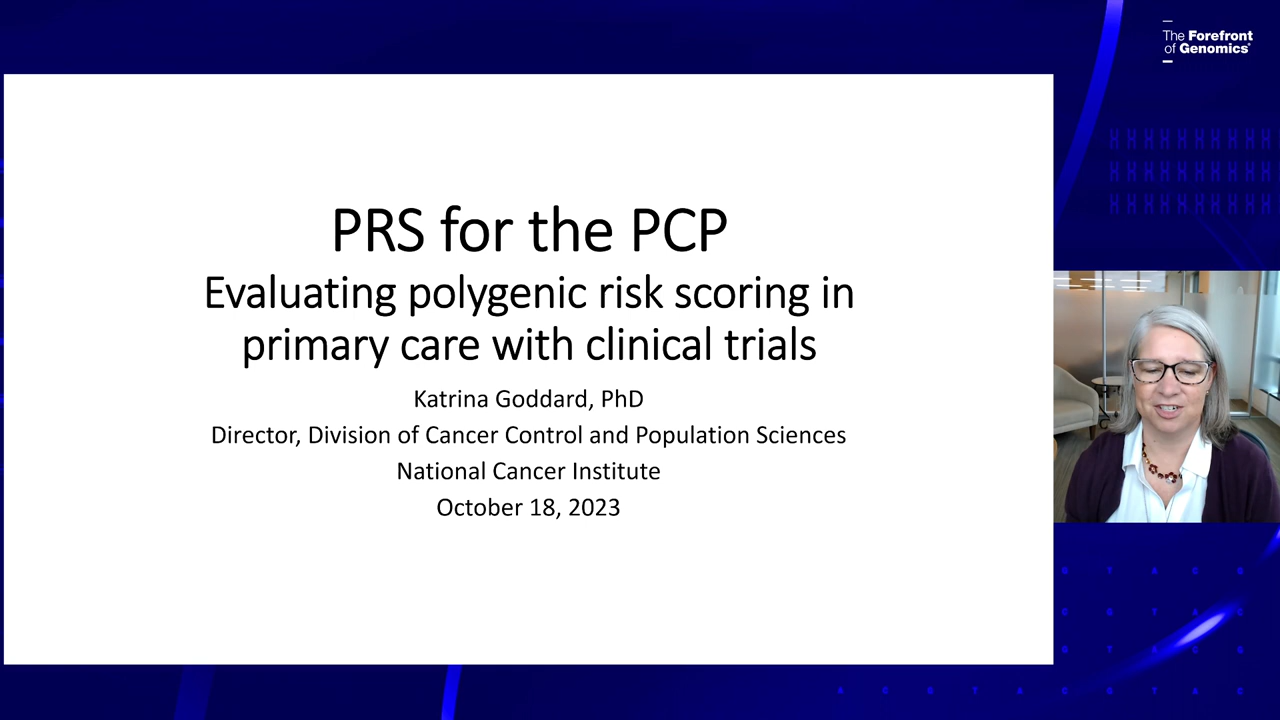 The Forefront
of Genomics®
PRS for the PCP
Evaluating polygenic risk scoring in
primary care with clinical trials
Katrina Goddard, PhD
Director, Division of Cancer Control and Population Sciences
National Cancer Institute
October 18, 2023